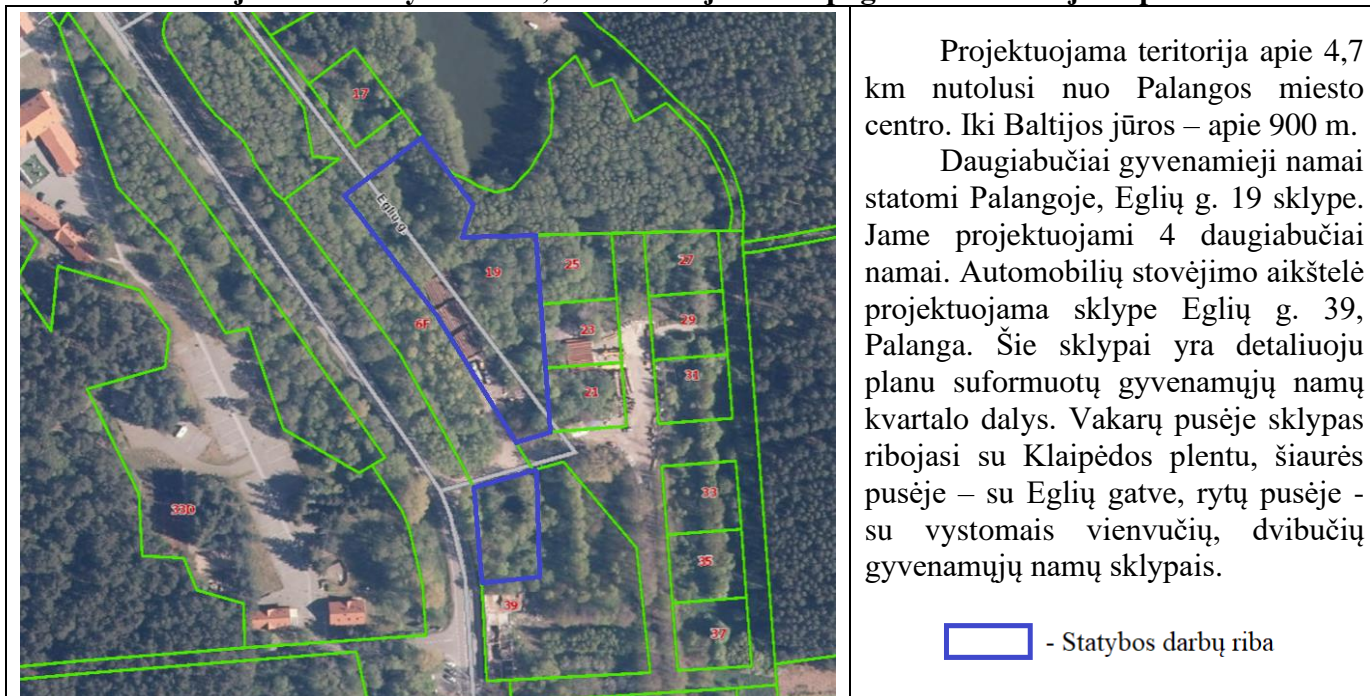 17
Eglių g.
19
25
27
6F
23
29
21
31
330
33
35
39
37
Projektuojama teritorija apie 4,7
km nutolusi nuo Palangos miesto
centro. Iki Baltijos jūros – apie 900 m.
Daugiabučiai gyvenamieji namai
statomi Palangoje, Eglių g. 19 sklype.
Jame projektuojami 4 daugiabučiai
namai. Automobilių stovėjimo aikštelė
projektuojama sklype Eglių g. 39,
Palanga. Šie sklypai yra detaliuoju
planu suformuotų gyvenamųjų namų
kvartalo dalys. Vakarų pusėje sklypas
ribojasi su Klaipėdos plentu, šiaurės
pusėje – su Eglių gatve, rytų pusėje -
su vystomais vienvučių, dvibučių
gyvenamųjų namų sklypais.
- Statybos darbų riba